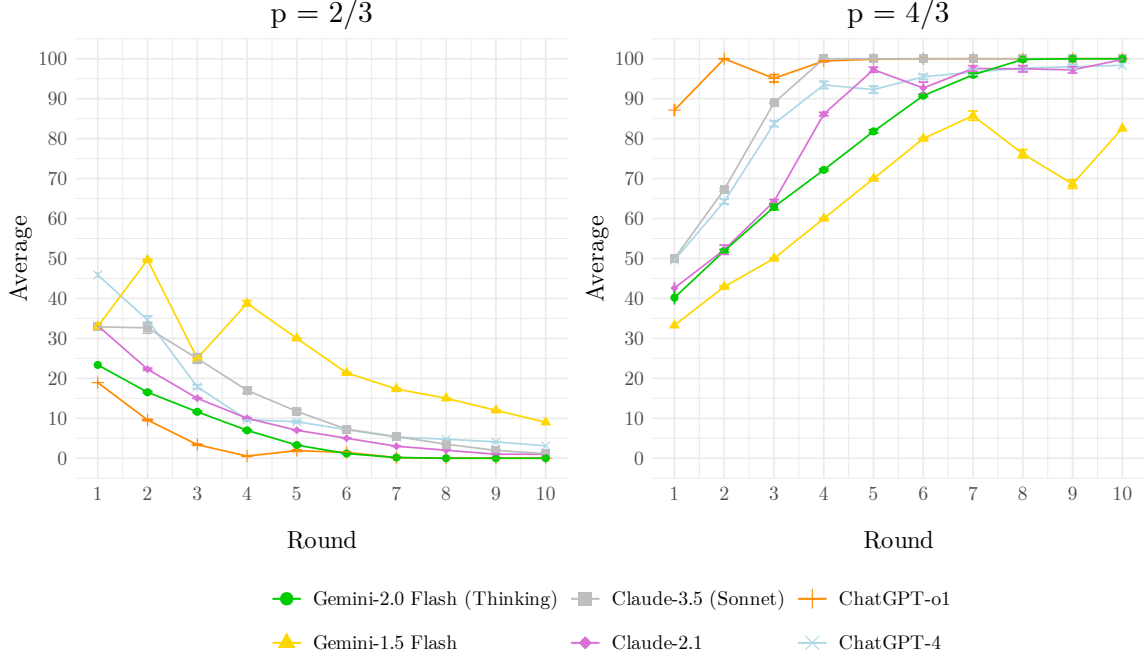 p = 2/3
p = 4/3
100
90
80
70
60
50
40
30
20
10
0
Average
1 2 3 4 5 6 7 8 9 10
Round
100
90
80
70
60
50
40
30
20
10
0
Average
1 2 3 4 5 6 7 8 9 10
Round
Gemini-2.0 Flash (Thinking) Claude-3.5 (Sonnet) ChatGPT-o1
Gemini-1.5 Flash Claude-2.1 ChatGPT-4